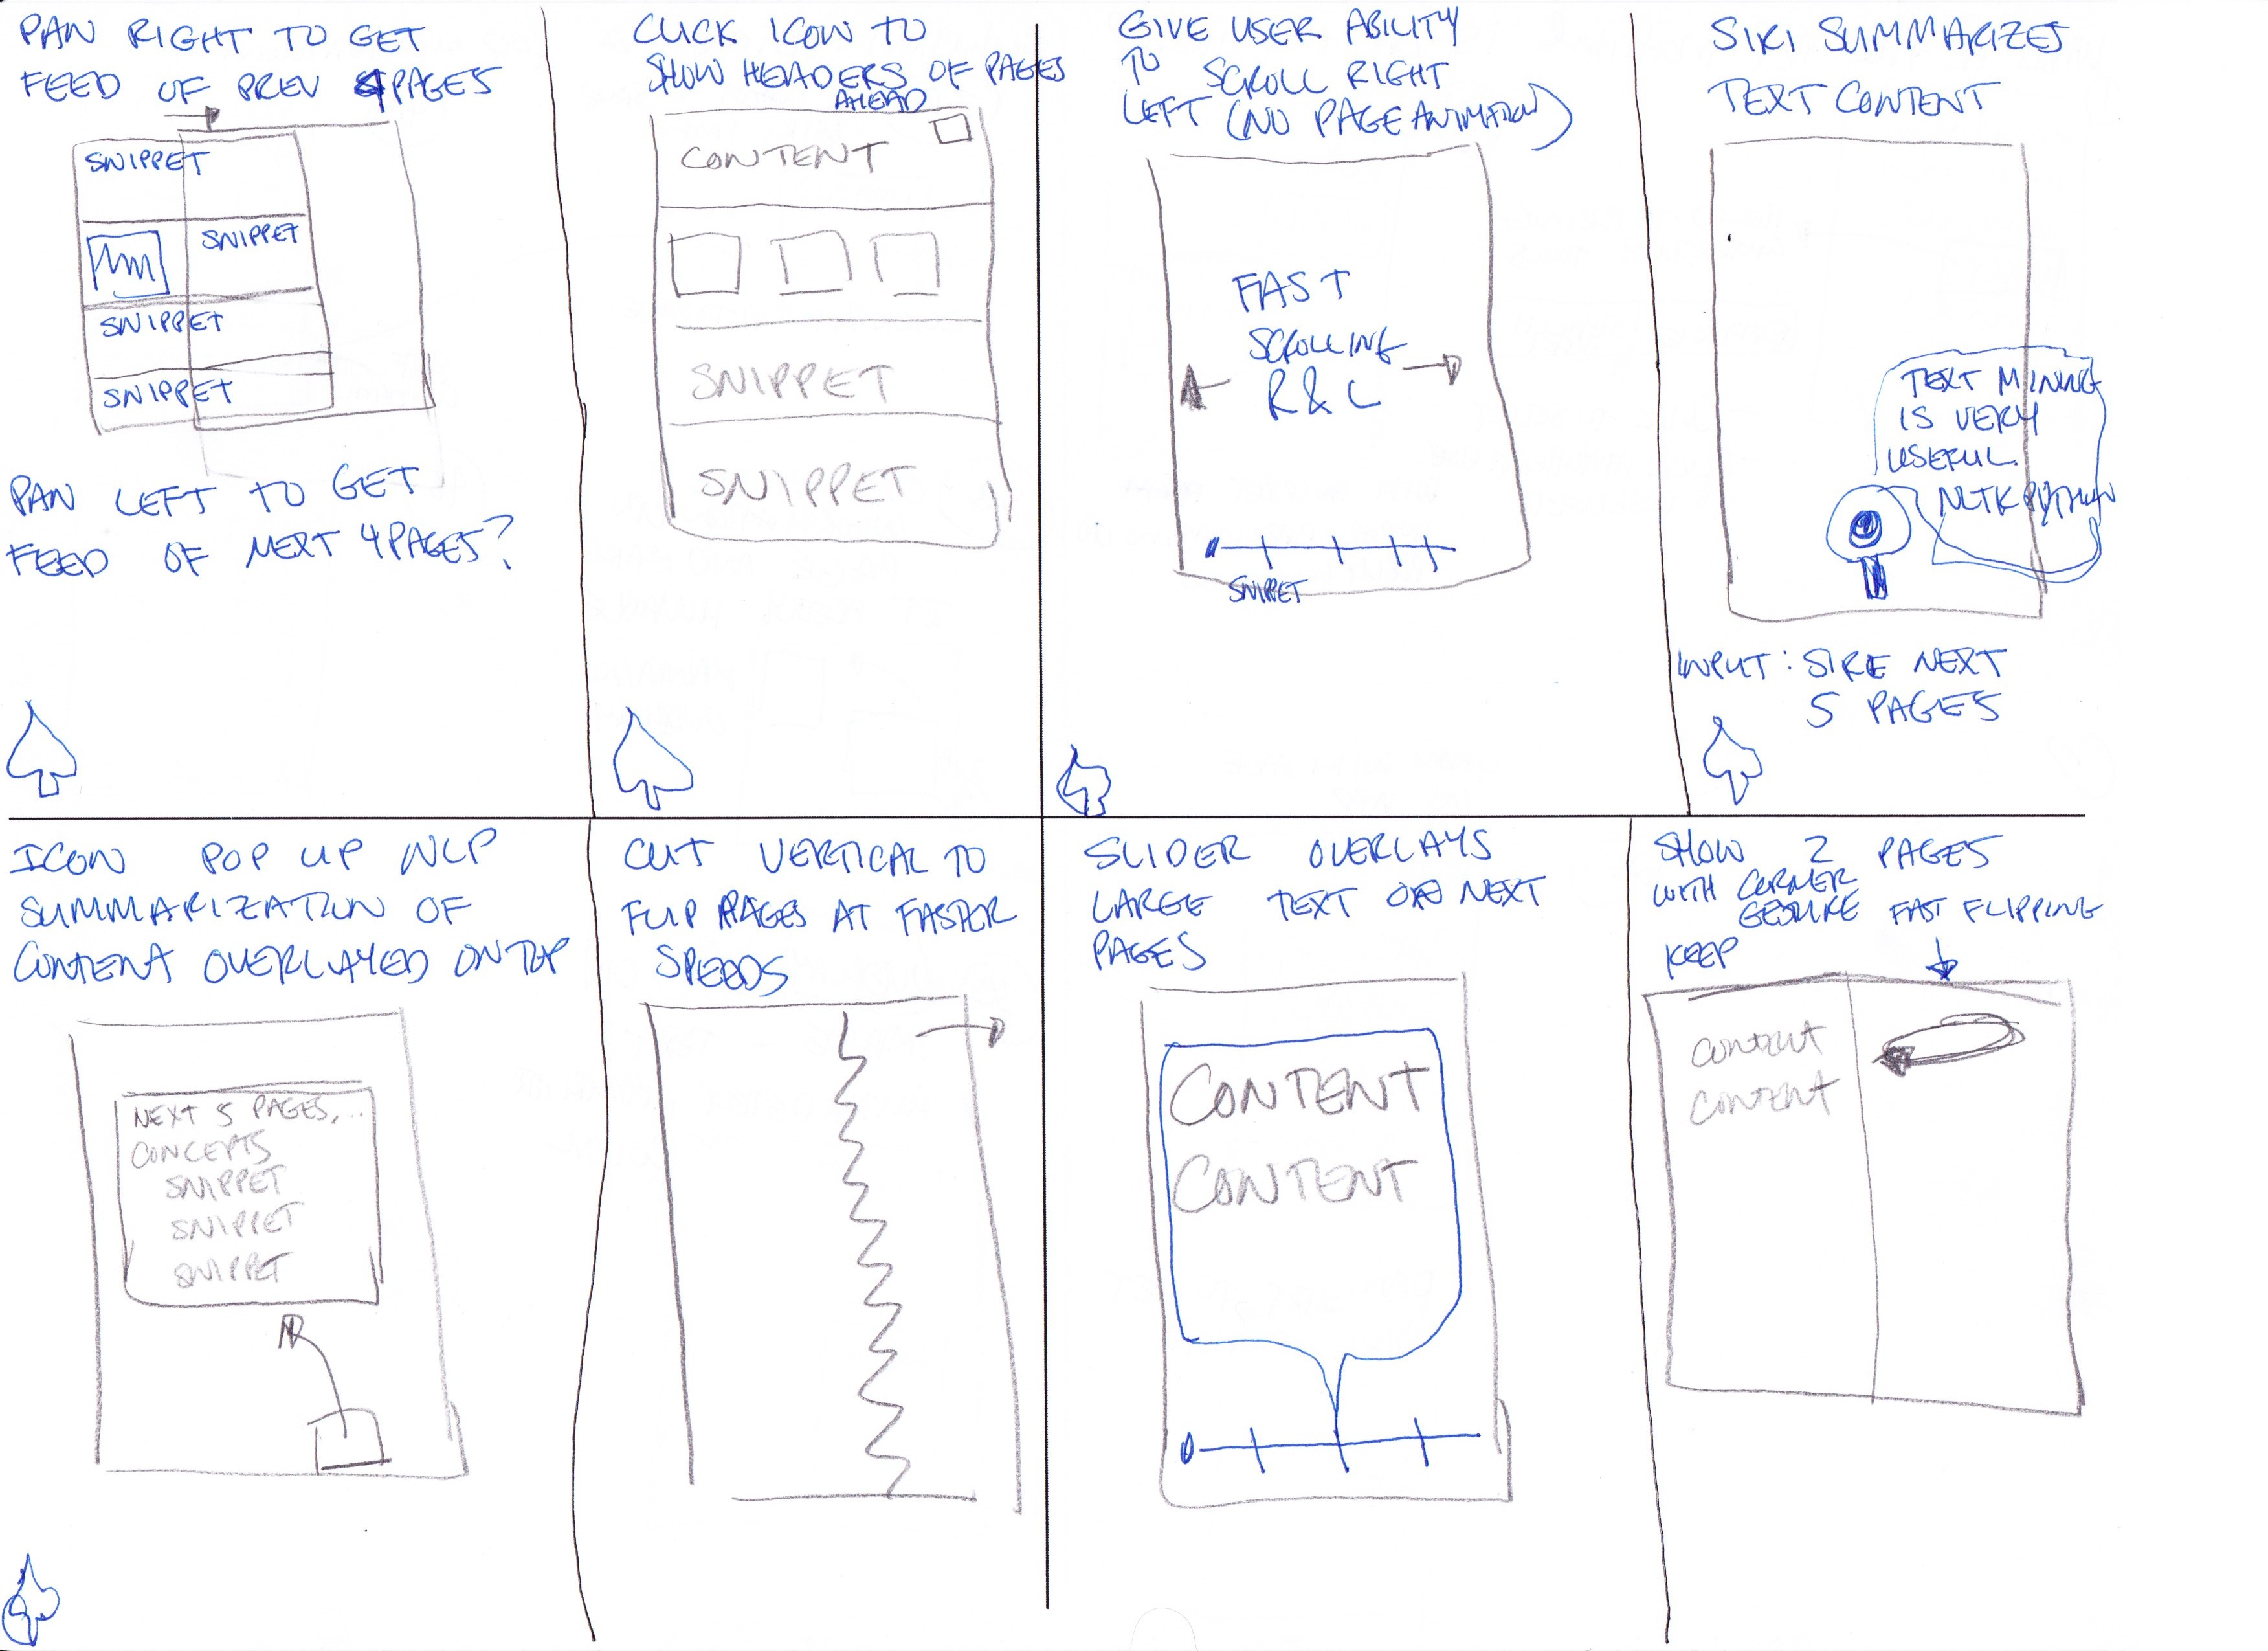 PAN RIGHT TO GET
FEED OF PREV 4 PAGES
SNIPPET
SNIPPET
SNIPPET
SNIPPET
PAN LEFT TO GET
FEED OF NEXT 4 PAGES?
CLICK ICON TO
SHOW HEADERS OF PAGES
AHEAD
CONTENT
SNIPPET
SNIPPET
GIVE USER ABILITY
TO SCROLL RIGHT
LEFT (NO PAGE ANIMATION)
FAST
SCROLLING
R & L
SNIPPET
SIRI SUMMARIZES
TEXT CONTENT
TEXT MINING
IS VERY
USEFUL.
NLTK PYTHON
INPUT: SIRE NEXT
5 PAGES
ICON POP UP NLP
SUMMARIZATION OF
CONTENT OVERLAYED ON TOP
NEXT 5 PAGES,...
CONCEPTS
SNIPPET
SNIPPET
SNIPPET
CUT VERTICAL TO
FLIP PAGES AT FASTER
SPEEDS
SLIDER OVERLAYS
LARGE TEXT OF NEXT
PAGES
CONTENT
CONTENT
SHOW 2 PAGES
WITH CORNER
GESTURE FAST FLIPPING
KEEP
CONTENT
CONTENT